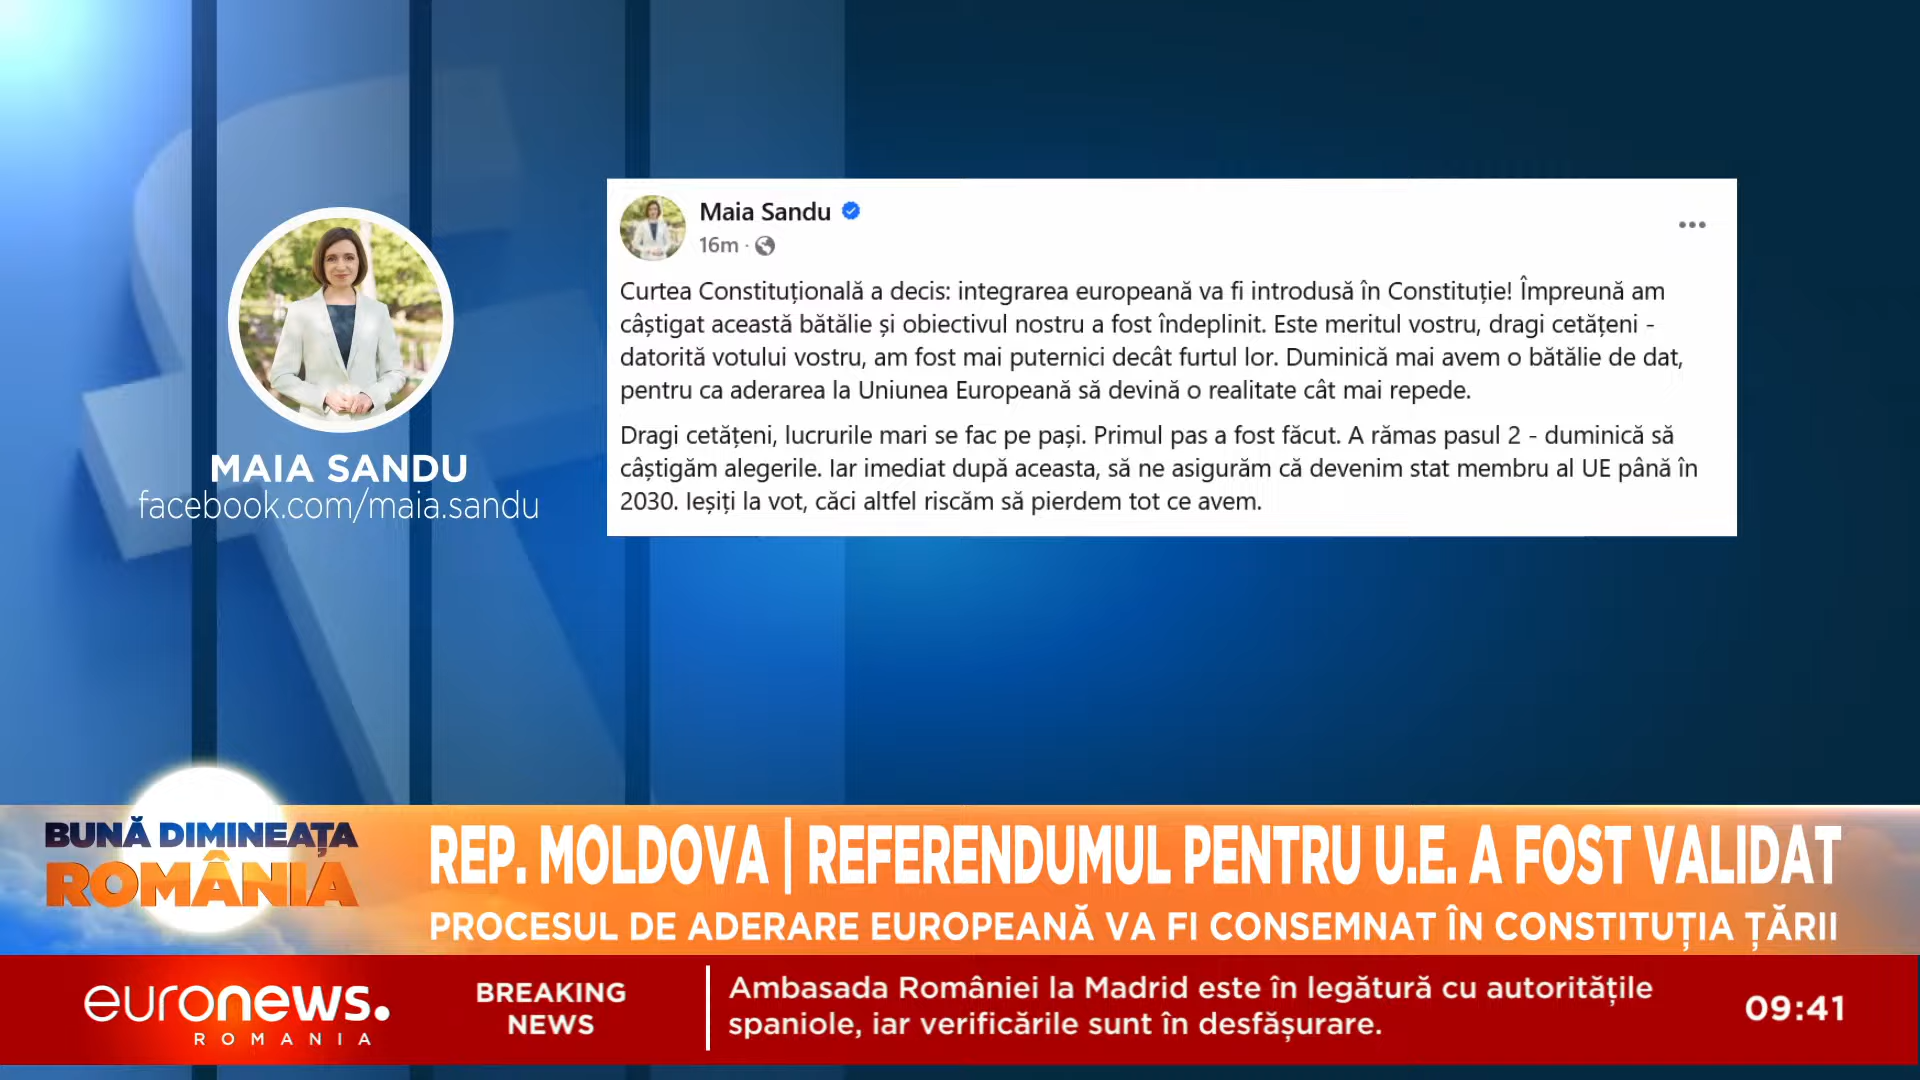 Maia Sandu
16m ·
Curtea Constituțională a decis: integrarea europeană va fi introdusă în Constituție! Împreună am
câștigat această bătălie și obiectivul nostru a fost îndeplinit. Este meritul vostru, dragi cetățeni -
datorită votului vostru, am fost mai puternici decât furtul lor. Duminică mai avem o bătălie de dat,
pentru ca aderarea la Uniunea Europeană să devină o realitate cât mai repede.
Dragi cetățeni, lucrurile mari se fac pe pași. Primul pas a fost făcut. A rămas pasul 2 - duminică să
câștigăm alegerile. Iar imediat după aceasta, să ne asigurăm că devenim stat membru al UE până în
2030. Ieșiți la vot, căci altfel riscăm să pierdem tot ce avem.
MAIA SANDU
facebook.com/maia.sandu
BUNĂ DIMINEAȚA
ROMÂNIA
REP. MOLDOVA | REFERENDUMUL PENTRU U.E. A FOST VALIDAT
PROCESUL DE ADERARE EUROPEANĂ VA FI CONSEMNAT ÎN CONSTITUȚIA ȚĂRII
euronews.
ROMANIA
BREAKING
NEWS
Ambasada României la Madrid este în legătură cu autoritățile
spaniole, iar verificările sunt în desfășurare.
09:41